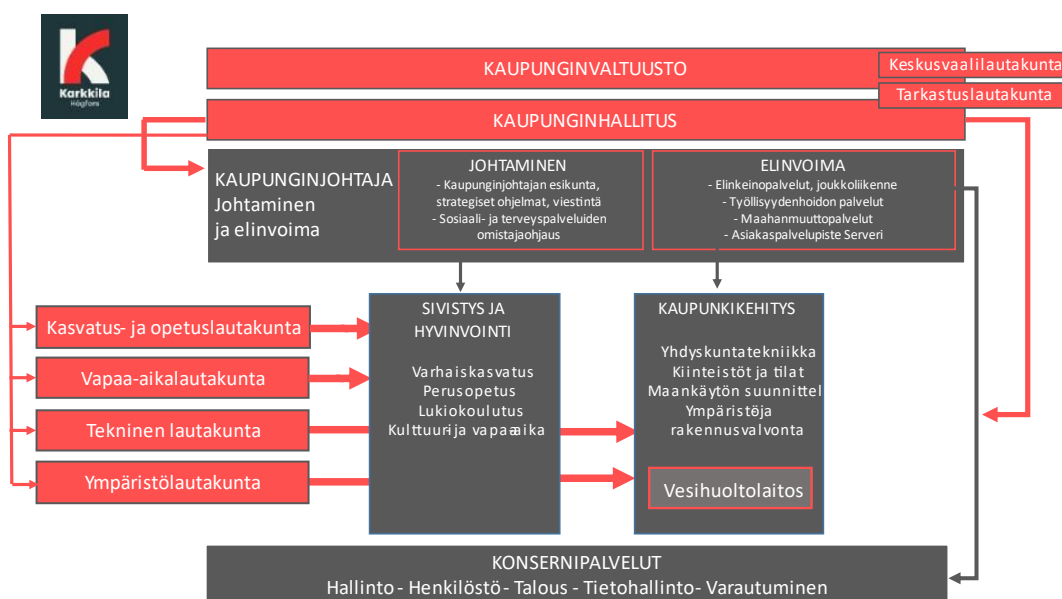 Karkkila
Högfors
KAUPUNGINVALTUUSTO
Keskusvaalilautakunta
Tarkastuslautakunta
KAUPUNGINHALLITUS
KAUPUNGINJOHTAJA
Johtaminen
ja elinvoima
JOHTAMINEN
- Kaupunginjohtajan esikunta,
strategiset ohjelmat, viestintä
- Sosiaali- ja terveyspalveluiden
omistajaohjaus
ELINVOIMA
- Elinkeinopalvelut, joukkoliikenne
- Työllisyydenhoidon palvelut
- Maahanmuuttopalvelut
- Asiakaspalvelupiste Serveri
Kasvatus- ja opetuslautakunta
Vapaa-aikalautakunta
Tekninen lautakunta
Ympäristölautakunta
SIVISTYS JA
HYVINVOINTI
Varhaiskasvatus
Perusopetus
Lukiokoulutus
Kulttuuri- ja vapaa-aika
KAUPUNKIKEHITYS
Yhdyskuntatekniikka
Kiinteistöt ja tilat
Maankäytön suunnittel
Ympäristö ja
rakennusvalvonta
Vesihuoltolaitos
KONSERNIPALVELUT
Hallinto - Henkilöstö - Talous - Tietohallinto - Varautuminen